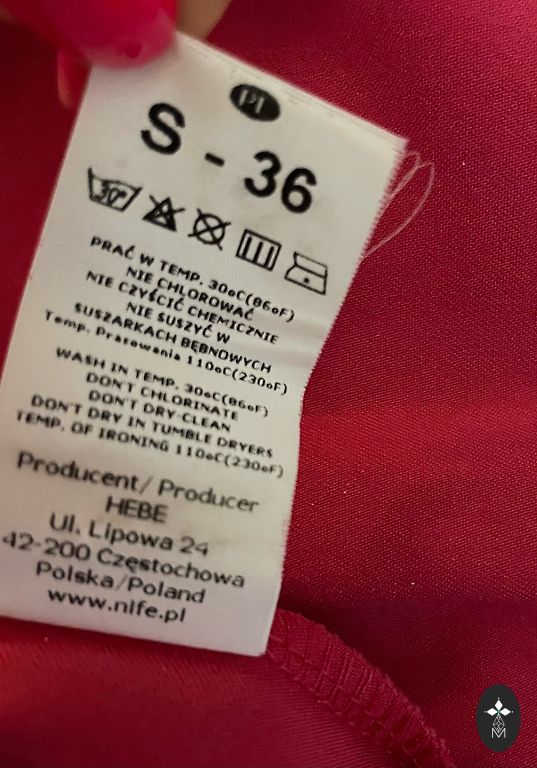 PL
S - 36
30°
PRAĆ W TEMP. 30oC(86oF)
NIE CHLOROWAĆ
NIE CZYŚCIĆ CHEMICZNIE
NIE SUSZYĆ W
SUSZARKACH BĘBNOWYCH
Temp. Prasowania 110oC(230oF)
WASH IN TEMP. 30oC(86oF)
DON'T CHLORINATE
DON'T DRY-CLEAN
DON'T DRY IN TUMBLE DRYERS
TEMP. OF IRONING 110oC(230oF)
Producent/ Producer
HEBE
Ul. Lipowa 24
42-200 Częstochowa
Polska/Poland
www.nife.pl
M